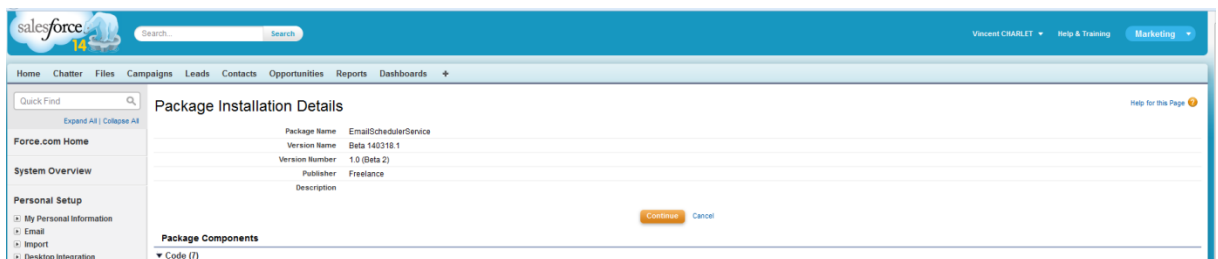 salesforce
14
Search...
Search
Vincent CHARLET
Help & Training
Marketing
Home Chatter Files Campaigns Leads Contacts Opportunities Reports Dashboards +
Quick Find
Expand All | Collapse All
Force.com Home
System Overview
Personal Setup
My Personal Information
Email
Import
Desktop Integration
Package Installation Details
Help for this Page
Package Name EmailSchedulerService
Version Name Beta 140318.1
Version Number 1.0 (Beta 2)
Publisher Freelance
Description
Continue Cancel
Package Components
Code (7)